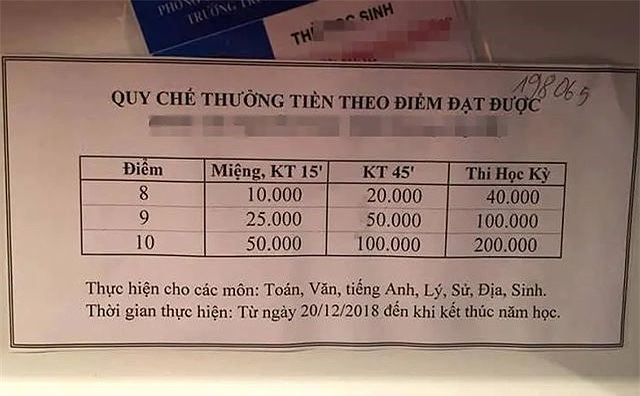 THẺ HỌC SINH
198065
QUY CHẾ THƯỞNG TIỀN THEO ĐIỂM ĐẠT ĐƯỢC
Điểm Miệng, KT 15' KT 45' Thi Học Kỳ
8 10.000 20.000 40.000
9 25.000 50.000 100.000
10 50.000 100.000 200.000
Thực hiện cho các môn: Toán, Văn, tiếng Anh, Lý, Sử, Địa, Sinh.
Thời gian thực hiện: Từ ngày 20/12/2018 đến khi kết thúc năm học.